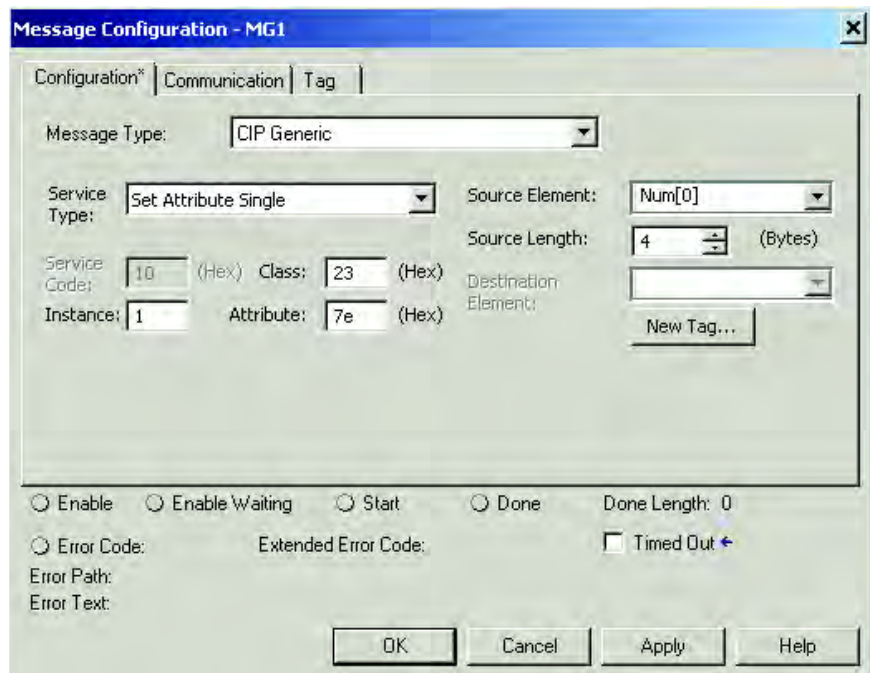 Message Configuration - MG1
Configuration* Communication Tag
Message Type: CIP Generic
Service Type: Set Attribute Single
Source Element: Num[0]
Source Length: 4 (Bytes)
Service Code: 10 (Hex) Class: 23 (Hex)
Destination Element:
Instance: 1 Attribute: 7e (Hex)
New Tag...
Enable Enable Waiting Start Done Done Length: 0
Error Code: Extended Error Code: Timed Out ←
Error Path:
Error Text:
OK Cancel Apply Help